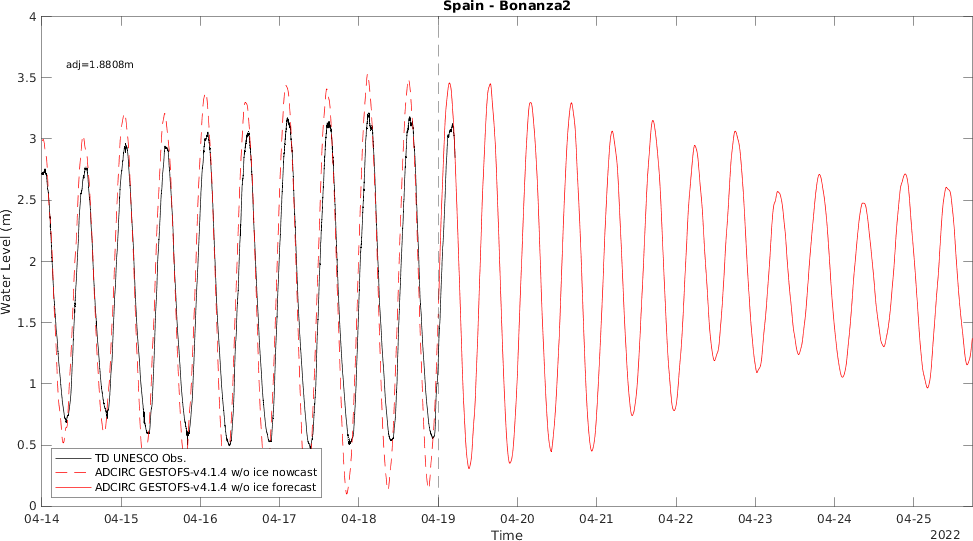 Spain - Bonanza2
adj=1.8808m
Water Level (m)
4
3.5
3
2.5
2
1.5
1
0.5
0
TD UNESCO Obs.
ADCIRC GESTOFS-v4.1.4 w/o ice nowcast
ADCIRC GESTOFS-v4.1.4 w/o ice forecast
04-14 04-15 04-16 04-17 04-18 04-19 04-20 04-21 04-22 04-23 04-24 04-25
Time
2022